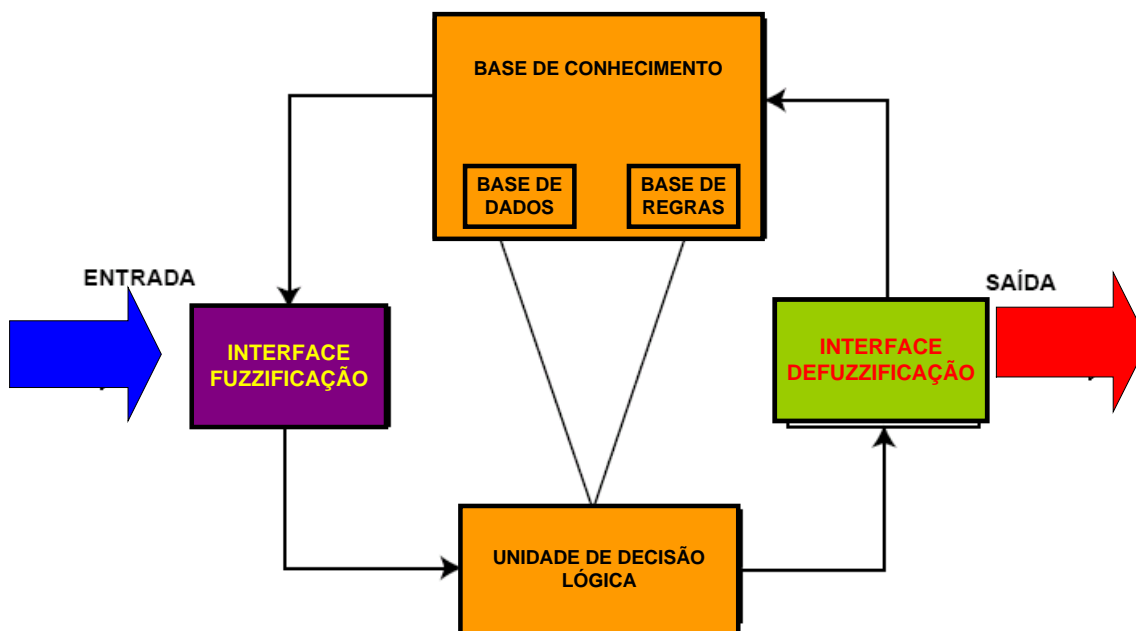 BASE DE CONHECIMENTO
BASE DE
DADOS
BASE DE
REGRAS
ENTRADA
SAÍDA
INTERFACE
FUZZIFICAÇÃO
INTERFACE
DEFUZZIFICAÇÃO
UNIDADE DE DECISÃO
LÓGICA